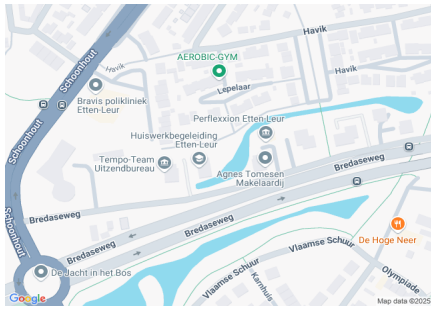 Havik
AEROBIC GYM
Schoonhout
Havik
Lepelaar
Havik
Bravis polikliniek
Etten-Leur
Perflexxion Etten-Leur
Schoonhout
Huiswerkbegeleiding
Etten-Leur
Tempo-Team
Uitzendbureau
Bredaseweg
Agnes Tomesen
Makelaardij
Schoonhout
Bredaseweg
Bredaseweg
Bredaseweg
De Hoge Neer
Vlaamse Schuur
De Jacht in het Bos
Vlaamse Schuur
Karnhuis
Olympiade
Google
Map data ©2025